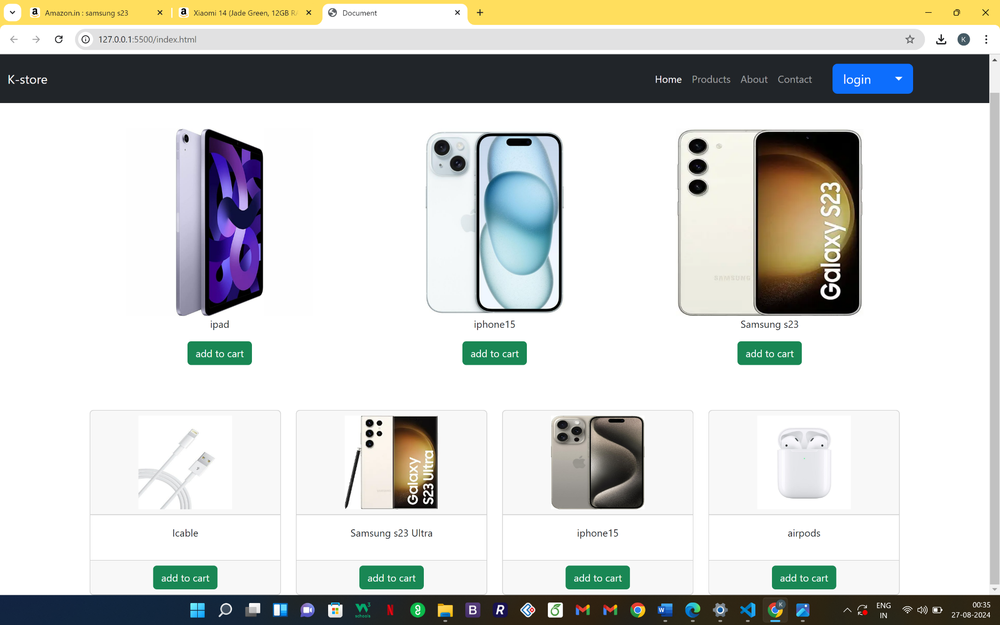 Amazon.in : samsung s23
Xiaomi 14 (Jade Green, 12GB RA
Document
127.0.0.1:5500/index.html
K
K-store
Home Products About Contact login
Galaxy S23
SAMSUNG
ipad iphone15 Samsung s23
add to cart add to cart add to cart
Galaxy
S23 Ultra
Icable Samsung s23 Ultra iphone15 airpods
add to cart add to cart add to cart add to cart
W3
schools
N
B
R
W
K
ENG
IN
00:35
27-08-2024